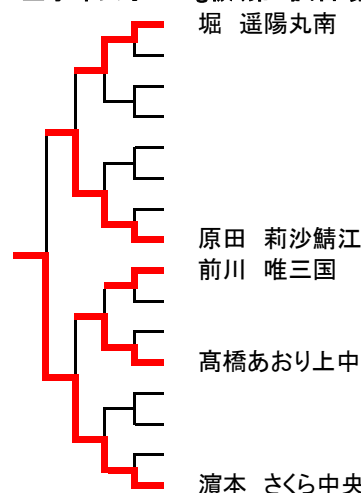 堀　遥陽丸南
原田　莉沙鯖江
前川　唯三国
髙橋あおり上中
濵本　さくら中央